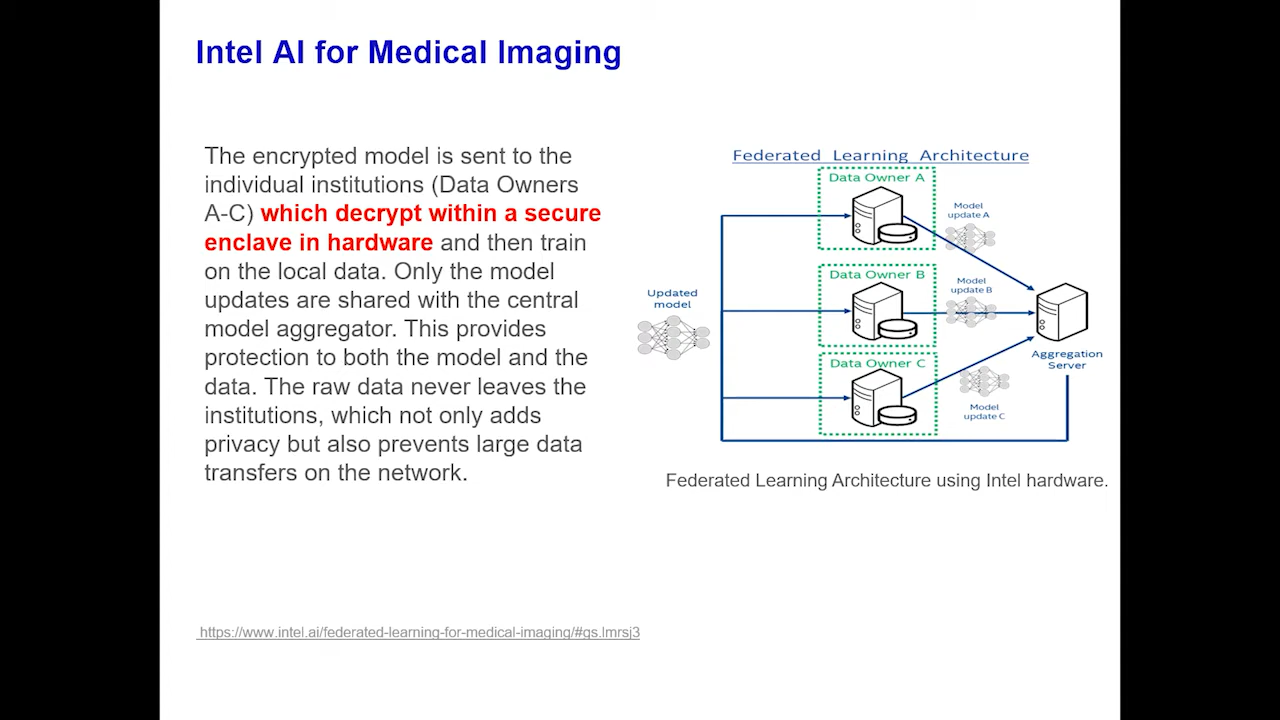 Intel AI for Medical Imaging
The encrypted model is sent to the
individual institutions (Data Owners
A-C) which decrypt within a secure
enclave in hardware and then train
on the local data. Only the model
updates are shared with the central
model aggregator. This provides
protection to both the model and the
data. The raw data never leaves the
institutions, which not only adds
privacy but also prevents large data
transfers on the network.
Federated Learning Architecture
Data Owner A
Model
update A
Data Owner B
Model
update B
Updated
model
Aggregation
Server
Data Owner C
Model
update C
Federated Learning Architecture using Intel hardware.
https://www.intel.ai/federated-learning-for-medical-imaging/#gs.lmrsj3